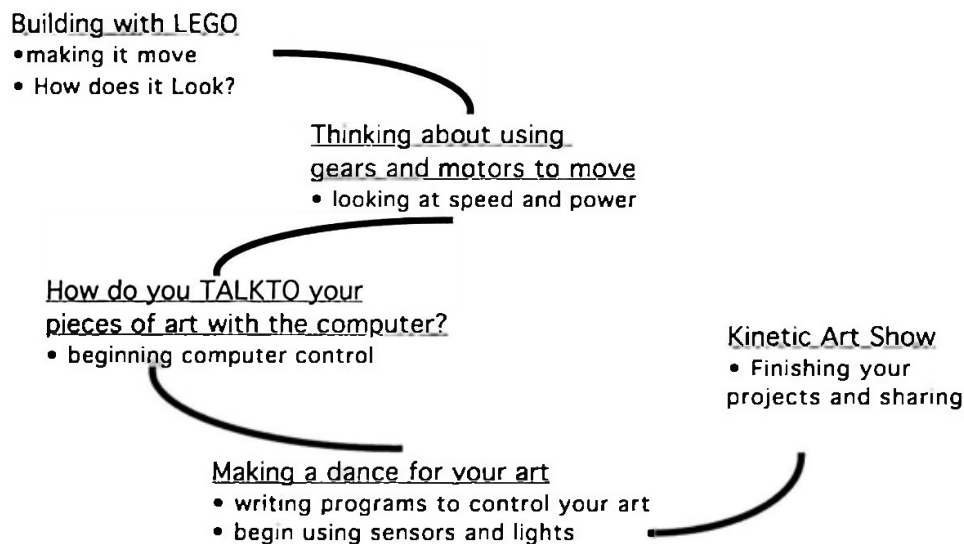 Building with LEGO
•making it move
• How does it Look?
Thinking about using
gears and motors to move
• looking at speed and power
How do you TALKTO your
pieces of art with the computer?
• beginning computer control
Making a dance for your art
• writing programs to control your art
• begin using sensors and lights
Kinetic Art Show
• Finishing your
projects and sharing